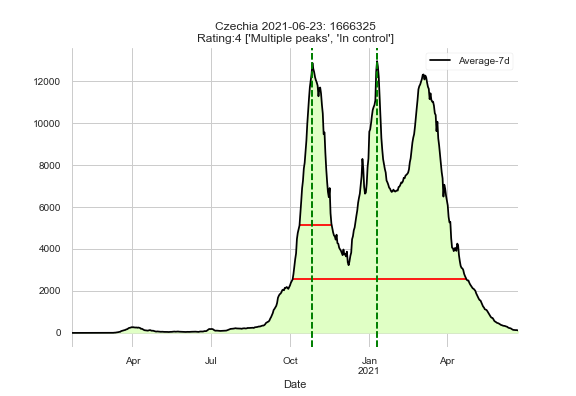 Czechia 2021-06-23: 1666325
Rating:4 ['Multiple peaks', 'In control']
Average-7d
12000
10000
8000
6000
4000
2000
0
Apr Jul Oct Jan Apr
2021
Date